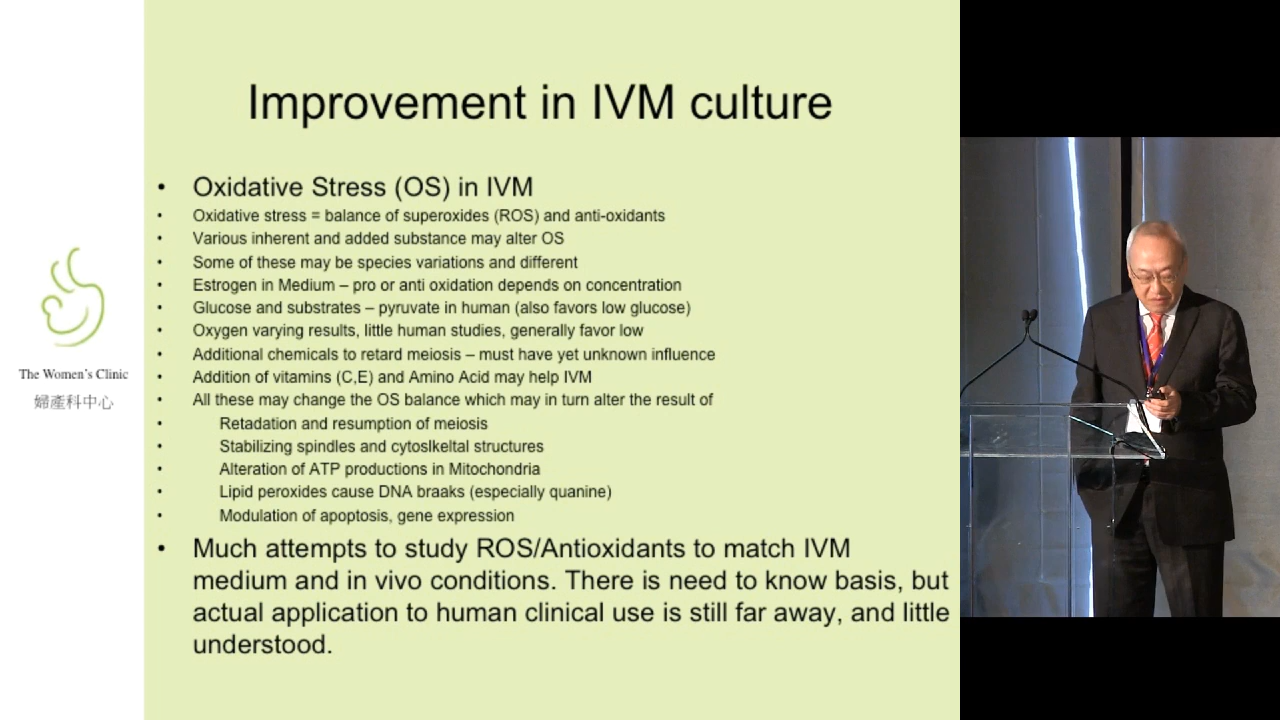 Improvement in IVM culture
• Oxidative Stress (OS) in IVM
• Oxidative stress = balance of superoxides (ROS) and anti-oxidants
• Various inherent and added substance may alter OS
• Some of these may be species variations and different
• Estrogen in Medium – pro or anti oxidation depends on concentration
• Glucose and substrates – pyruvate in human (also favors low glucose)
• Oxygen varying results, little human studies, generally favor low
• Additional chemicals to retard meiosis – must have yet unknown influence
• Addition of vitamins (C,E) and Amino Acid may help IVM
• All these may change the OS balance which may in turn alter the result of
• Retadation and resumption of meiosis
• Stabilizing spindles and cytoslkeltal structures
• Alteration of ATP productions in Mitochondria
• Lipid peroxides cause DNA braaks (especially quanine)
• Modulation of apoptosis, gene expression
• Much attempts to study ROS/Antioxidants to match IVM
medium and in vivo conditions. There is need to know basis, but
actual application to human clinical use is still far away, and little
understood.
The Women's Clinic
婦產科中心